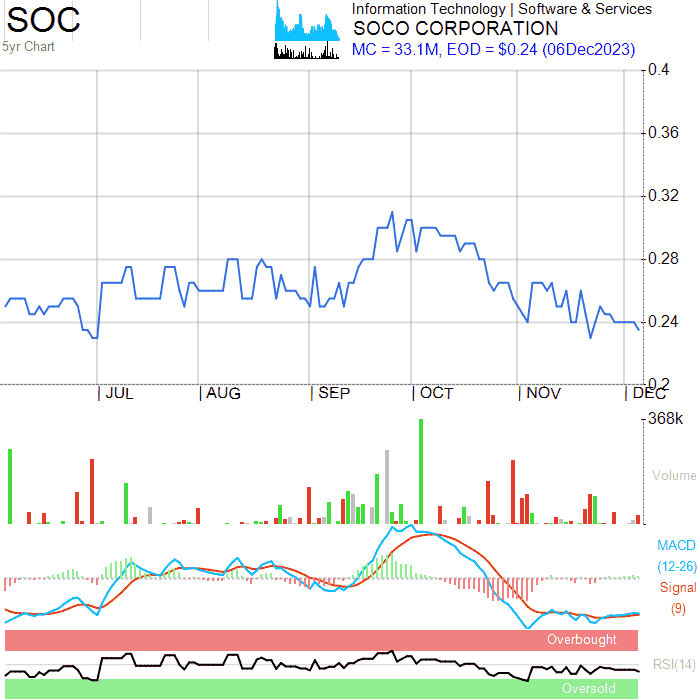 SOC
5yr Chart
Information Technology | Software & Services
SOCO CORPORATION
MC = 33.1M, EOD = $0.24 (06Dec2023)
0.4
0.36
0.32
0.28
0.24
0.2
| JUL
| AUG
| SEP
| OCT
| NOV
| DEC
368k
Volume
MACD
(12-26)
Signal
(9)
Overbought
RSI(14)
Oversold